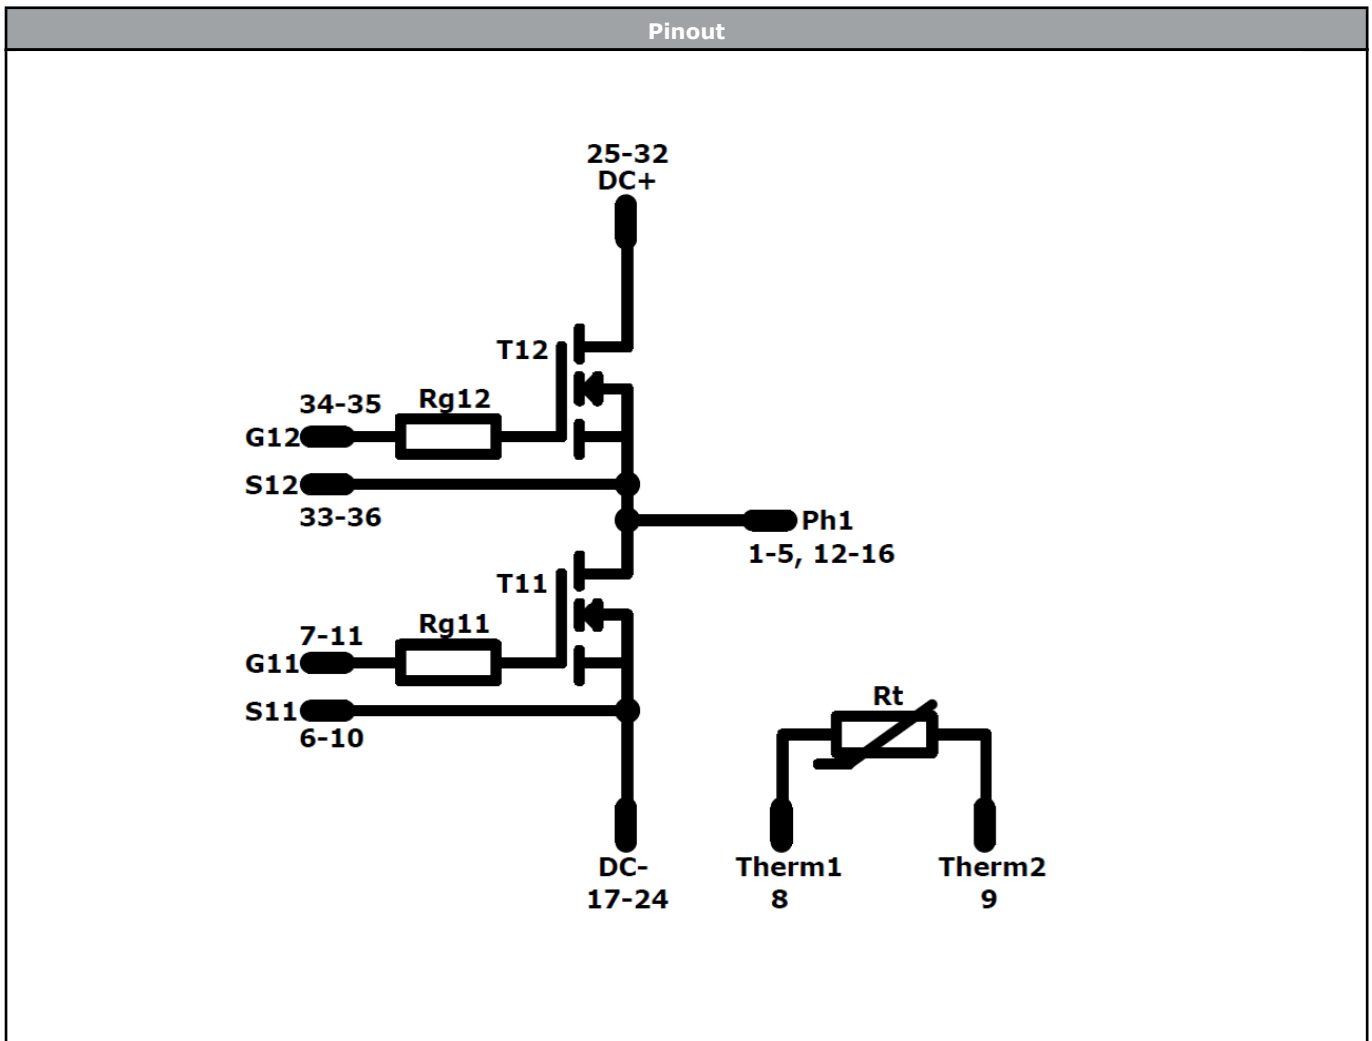 Pinout
25-32
DC+
T12
Rg12
34-35
G12
S12
33-36
Ph1
1-5, 12-16
T11
Rg11
7-11
G11
S11
6-10
Rt
DC-
17-24
Therm1
8
Therm2
9